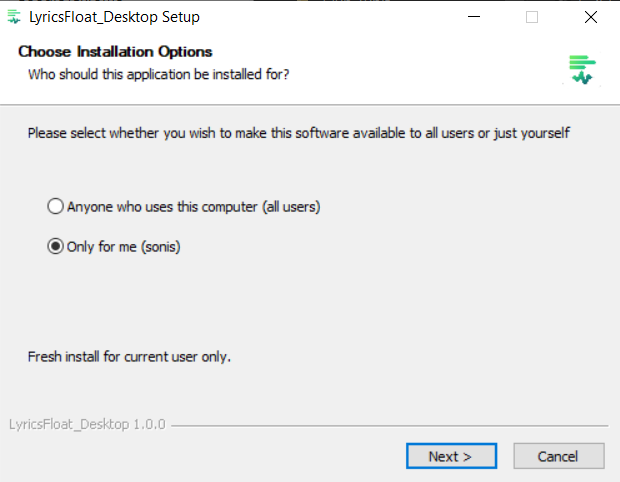 LyricsFloat_Desktop Setup
Choose Installation Options
Who should this application be installed for?
Please select whether you wish to make this software available to all users or just yourself
Anyone who uses this computer (all users)
Only for me (sonis)
Fresh install for current user only.
LyricsFloat_Desktop 1.0.0
Next >
Cancel